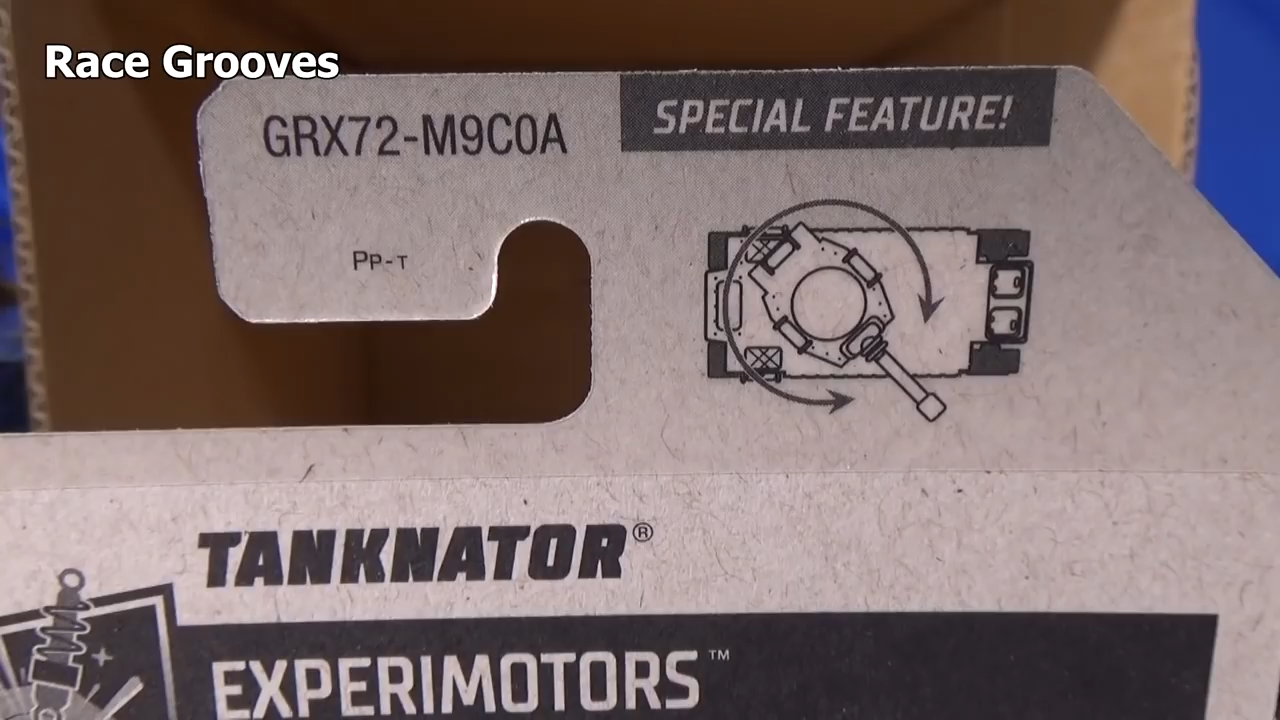 Race Grooves
GRX72-M9C0A
SPECIAL FEATURE!
PP-T
TANKNATOR®
EXPERIMOTORS™